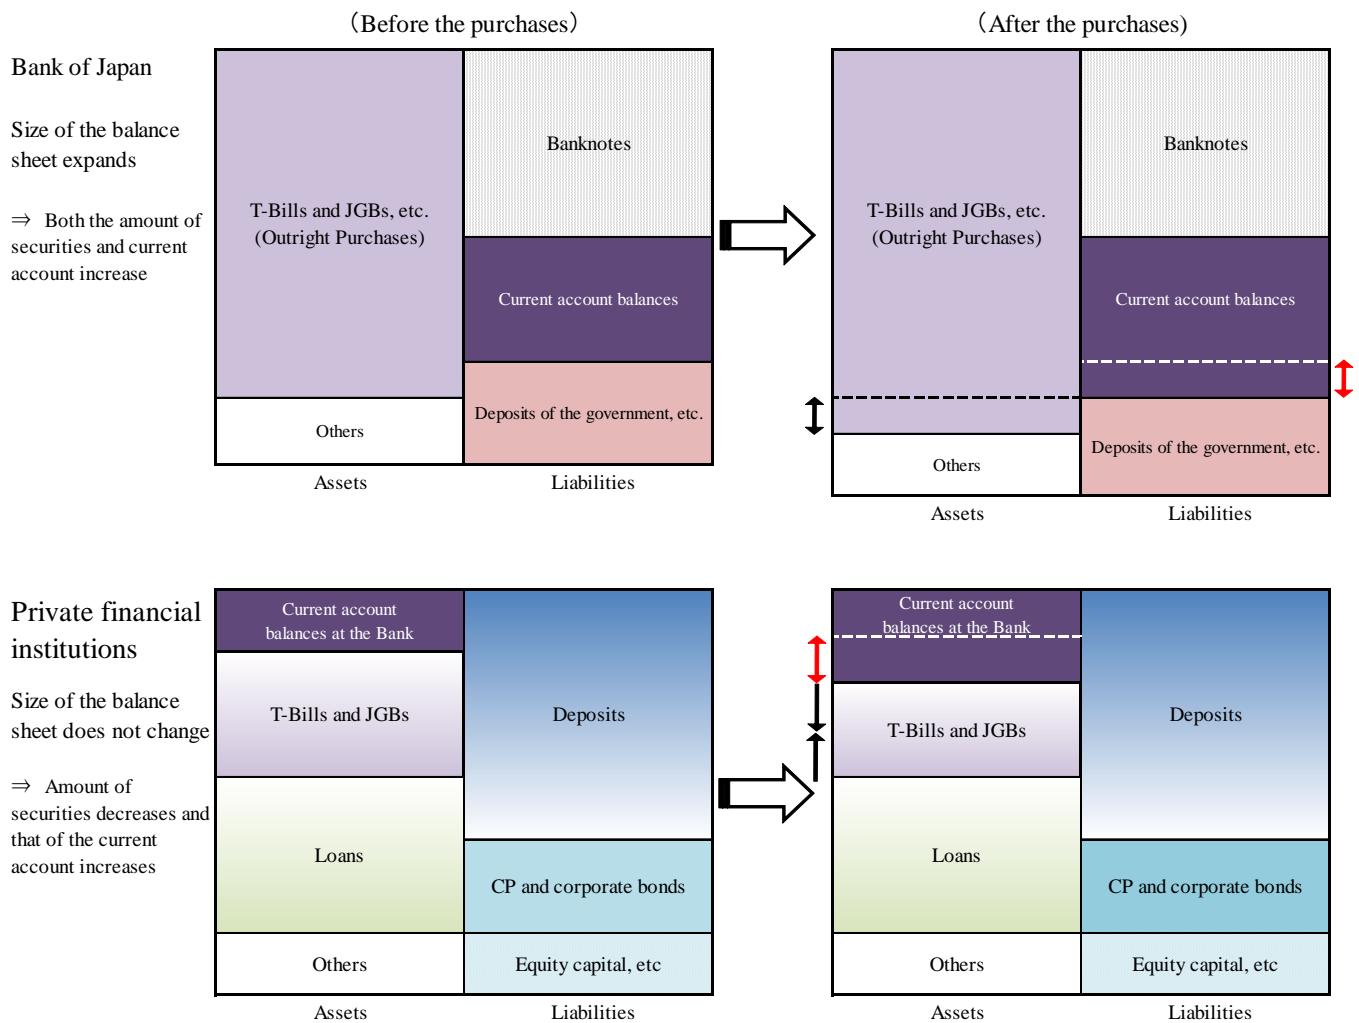 （Before the purchases）
（After the purchases)
Bank of Japan
Size of the balance
sheet expands
⇒ Both the amount of
securities and current
account increase
T-Bills and JGBs, etc.
(Outright Purchases)
Others
Banknotes
Current account balances
Deposits of the government, etc.
Assets
Liabilities
T-Bills and JGBs, etc.
(Outright Purchases)
Others
Banknotes
Current account balances
Deposits of the government, etc.
Assets
Liabilities
Private financial
institutions
Size of the balance
sheet does not change
⇒ Amount of
securities decreases and
that of the current
account increases
Current account
balances at the Bank
T-Bills and JGBs
Loans
Others
Deposits
CP and corporate bonds
Equity capital, etc
Assets
Liabilities
Current account
balances at the Bank
T-Bills and JGBs
Loans
Others
Deposits
CP and corporate bonds
Equity capital, etc
Assets
Liabilities